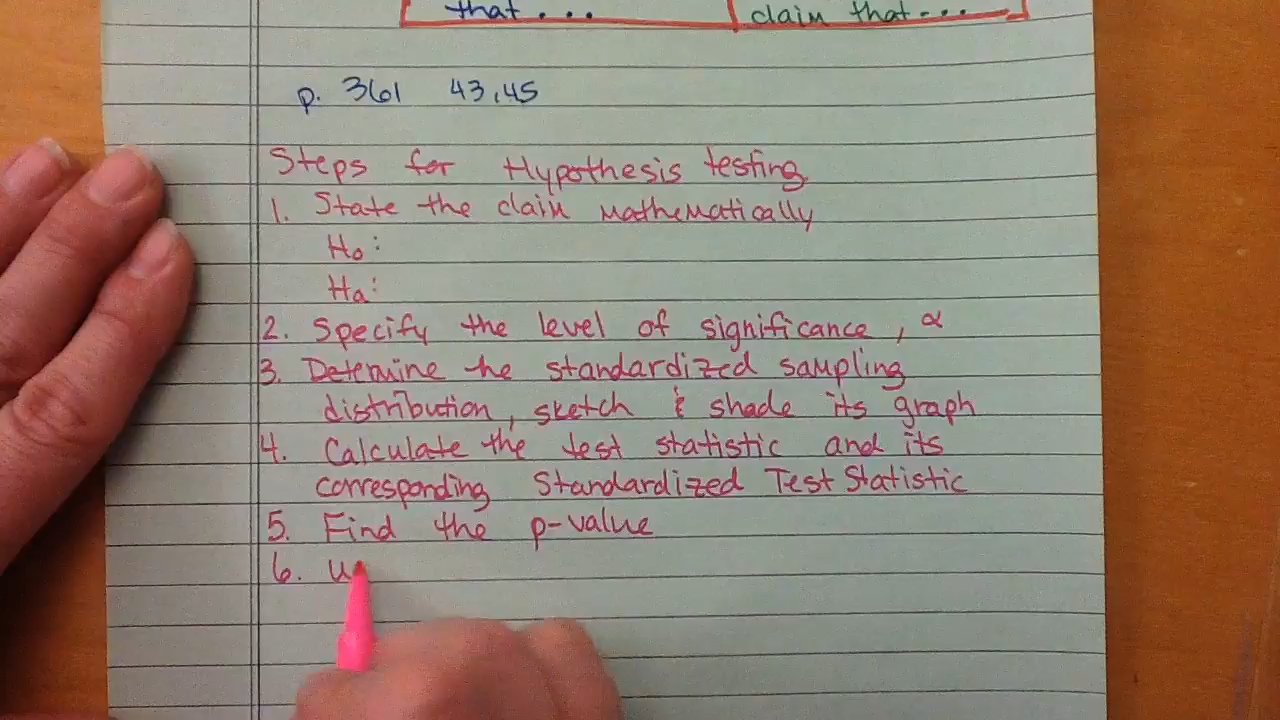 that... claim that...
p. 361 43,45
Steps for Hypothesis testing
1. State the claim mathematically
Ho:
Ha:
2. Specify the level of significance, α
3. Determine the standardized sampling
distribution, sketch & shade its graph
4. Calculate the test statistic and its
corresponding Standardized Test Statistic
5. Find the p-value
6. U